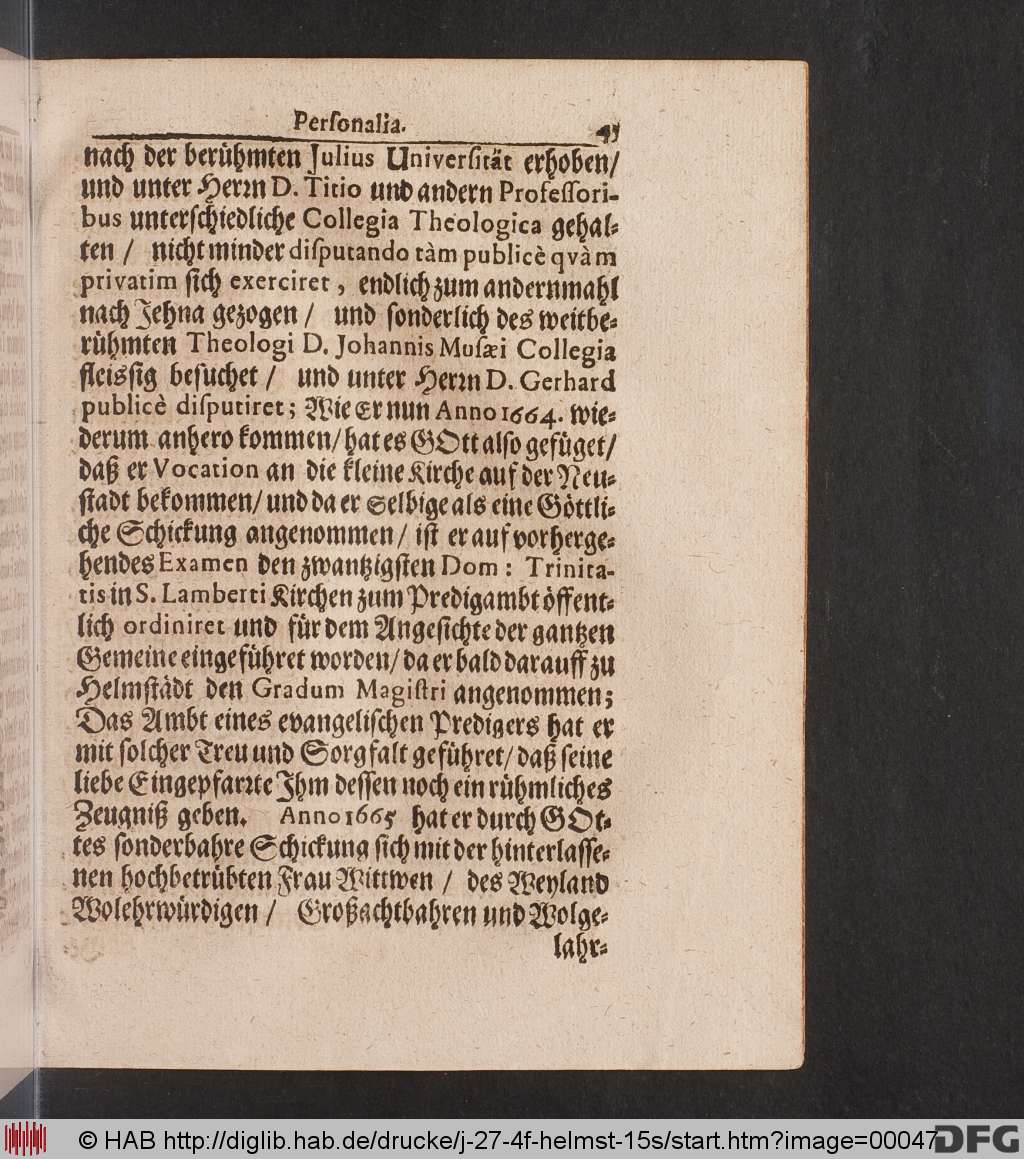 Personalia. 45
nach der berühmten Julius Universität erhoben/
und unter Herrn D. Titio und andern Professori-
bus unterschiedliche Collegia Theologica gehal-
ten / nicht minder disputando tàm publicè qvàm
privatim sich exerciret, endlich zum andernmahl
nach Jehna gezogen / und sonderlich des weitbe-
rühmten Theologi D. Johannis Musæi Collegia
fleissig besuchet / und unter Herrn D. Gerhard
publicè disputiret; Wie Er nun Anno 1664. wie-
derum anhero kommen/ hat es GOtt also gefüget/
daß er Vocation an die kleine Kirche auf der Neu-
stadt bekommen/ und da er selbige als eine Göttli-
che Schickung angenommen / ist er auf vorherge-
hendes Examen den zwantzigsten Dom: Trinita-
tis in S. Lamberti Kirchen zum Predigambt öffent-
lich ordiniret und für dem Angesichte der gantzen
Gemeine eingeführet worden/ da er bald darauff zu
Helmstädt den Gradum Magistri angenommen;
Das Ambt eines evangelischen Predigers hat er
mit solcher Treu und Sorgfalt geführet/ daß seine
liebe Eingepfarrte Ihm dessen noch ein rühmliches
Zeugniß geben. Anno 1665 hat er durch GOt-
tes sonderbahre Schickung sich mit der hinterlasse-
nen hochbetrübten Frau Wittwen / des Weyland
Wolehrwürdigen / Großachtbahren und Wolge-
lahr-
© HAB http://diglib.hab.de/drucke/j-27-4f-helmst-15s/start.htm?image=00047
DFG